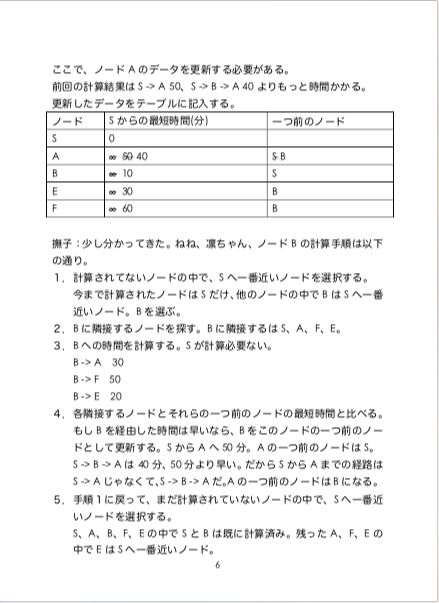 ここで、ノード A のデータを更新する必要がある。
前回の計算結果は S -> A 50、S -> B -> A 40 よりもっと時間かかる。
更新したデータをテーブルに記入する。
ノード S からの最短時間(分) 一つ前のノード
S 0
A ∞ 50 40 S B
B ∞ 10 S
E ∞ 30 B
F ∞ 60 B
撫子：少し分かってきた。ねね、凛ちゃん、ノード B の計算手順は以下
の通り。
1．計算されてないノードの中で、S へ一番近いノードを選択する。
今まで計算されたノードは S だけ、他のノードの中で B は S へ一番
近いノード。B を選ぶ。
2．B に隣接するノードを探す。B に隣接するは S、A、F、E。
3．B への時間を計算する。S が計算必要ない。
B -> A 30
B -> F 50
B -> E 20
4．各隣接するノードとそれらの一つ前のノードの最短時間と比べる。
もし B を経由した時間は早いなら、B をこのノードの一つ前のノー
ドとして更新する。S から A へ 50 分。A の一つ前のノードは S。
S -> B -> A は 40 分、50 分より早い。だから S から A までの経路は
S -> A じゃなくて、S -> B -> A だ。A の一つ前のノードは B になる。
5．手順 1 に戻って、まだ計算されていないノードの中で、S へ一番近
いノードを選択する。
S、A、B、F、E の中で S と B は既に計算済み。残った A、F、E の
中で E は S へ一番近いノード。
6